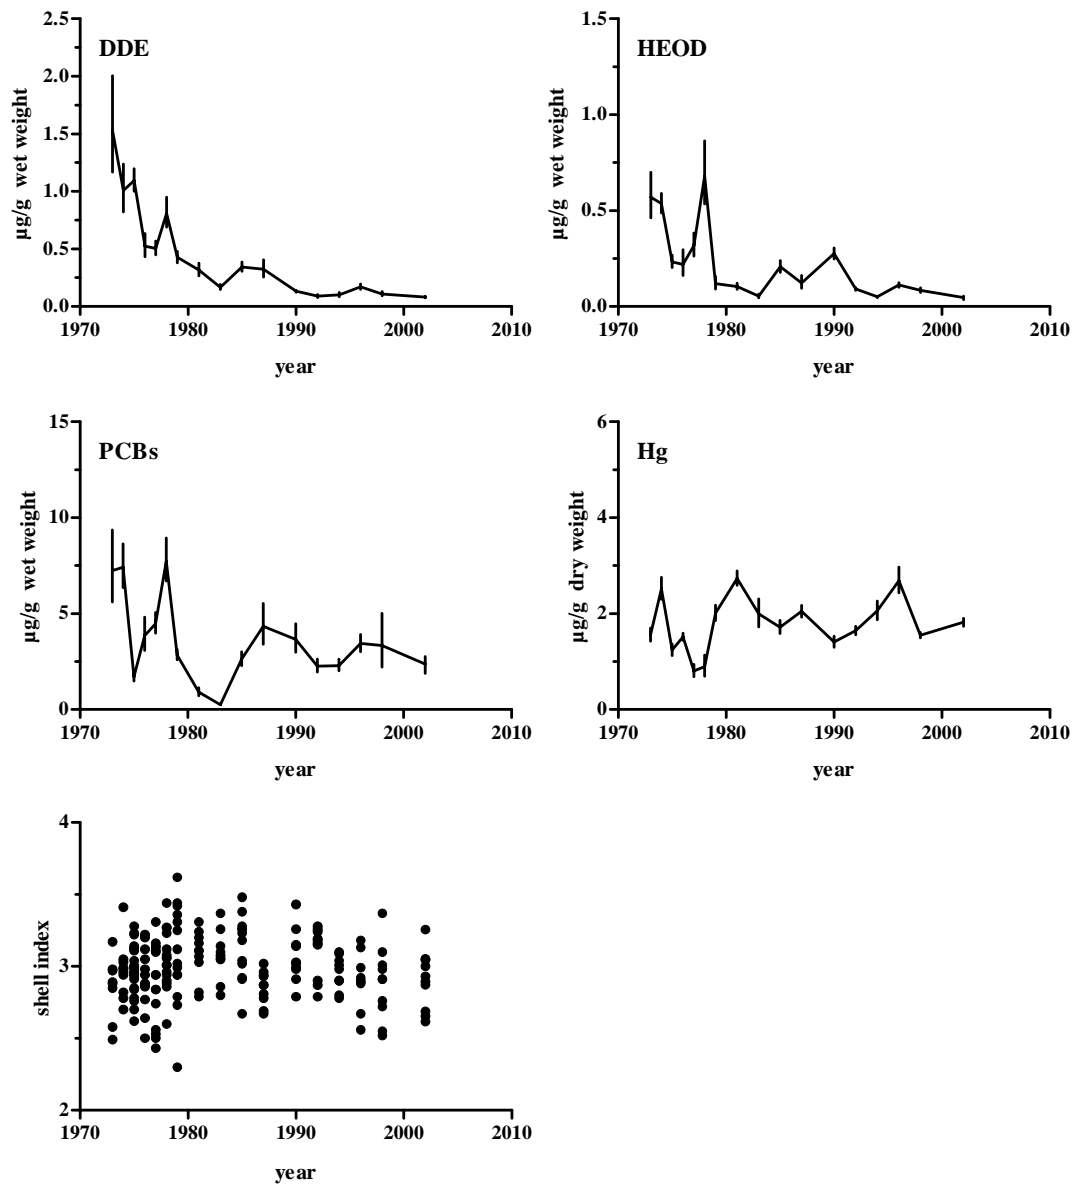 DDE
µg/g wet weight
2.5
2.0
1.5
1.0
0.5
0.0
1970 1980 1990 2000 2010
year
HEOD
µg/g wet weight
1.5
1.0
0.5
0.0
1970 1980 1990 2000 2010
year
PCBs
µg/g wet weight
15
10
5
0
1970 1980 1990 2000 2010
year
Hg
µg/g dry weight
6
4
2
0
1970 1980 1990 2000 2010
year
shell index
4
3
2
1970 1980 1990 2000 2010
year